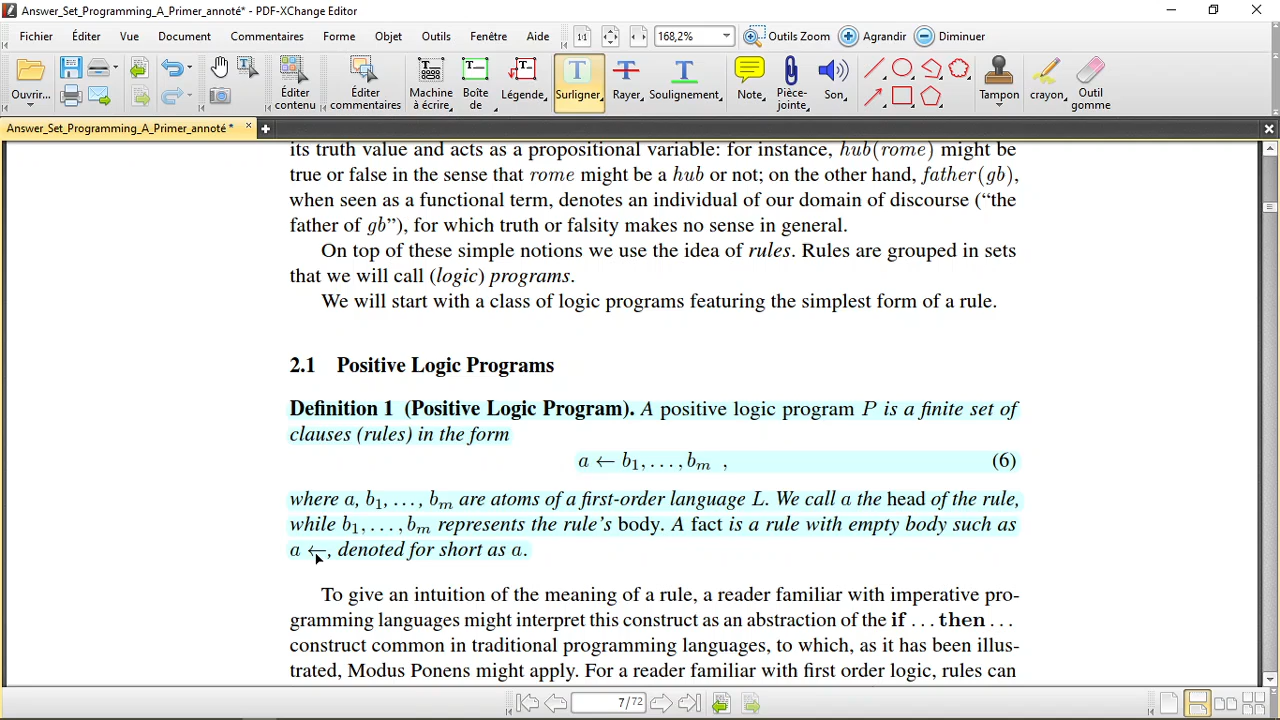 Answer_Set_Programming_A_Primer_annoté* - PDF-XChange Editor
Fichier Éditer Vue Document Commentaires Forme Objet Outils Fenêtre Aide 1:1 168,2% Outils Zoom Agrandir Diminuer
Ouvrir... Éditer contenu Éditer commentaires Machine à écrire Boîte de Légende Surligner Rayer Soulignement Note Pièce-jointe Son Tampon crayon Outil gomme
Answer_Set_Programming_A_Primer_annoté *
its truth value and acts as a propositional variable: for instance, hub(rome) might be
true or false in the sense that rome might be a hub or not; on the other hand, father(gb),
when seen as a functional term, denotes an individual of our domain of discourse (“the
father of gb”), for which truth or falsity makes no sense in general.
On top of these simple notions we use the idea of rules. Rules are grouped in sets
that we will call (logic) programs.
We will start with a class of logic programs featuring the simplest form of a rule.
2.1 Positive Logic Programs
Definition 1 (Positive Logic Program). A positive logic program P is a finite set of
clauses (rules) in the form
a ← b₁, . . . , bₘ , (6)
where a, b₁, . . . , bₘ are atoms of a first-order language L. We call a the head of the rule,
while b₁, . . . , bₘ represents the rule’s body. A fact is a rule with empty body such as
a ←, denoted for short as a.
To give an intuition of the meaning of a rule, a reader familiar with imperative pro-
gramming languages might interpret this construct as an abstraction of the if . . . then . . .
construct common in traditional programming languages, to which, as it has been illus-
trated, Modus Ponens might apply. For a reader familiar with first order logic, rules can
7/72